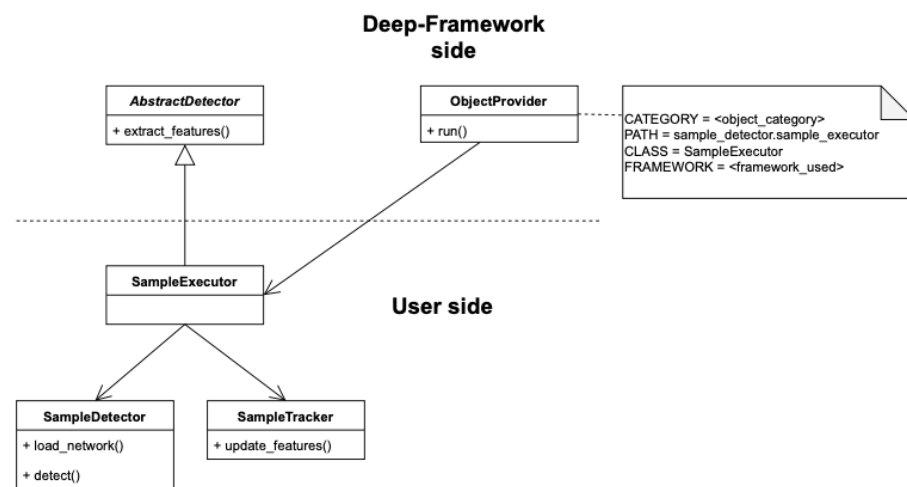 Deep-Framework
side
AbstractDetector
+ extract_features()
ObjectProvider
+ run()
CATEGORY = <object_category>
PATH = sample_detector.sample_executor
CLASS = SampleExecutor
FRAMEWORK = <framework_used>
SampleExecutor
User side
SampleDetector
+ load_network()
+ detect()
SampleTracker
+ update_features()